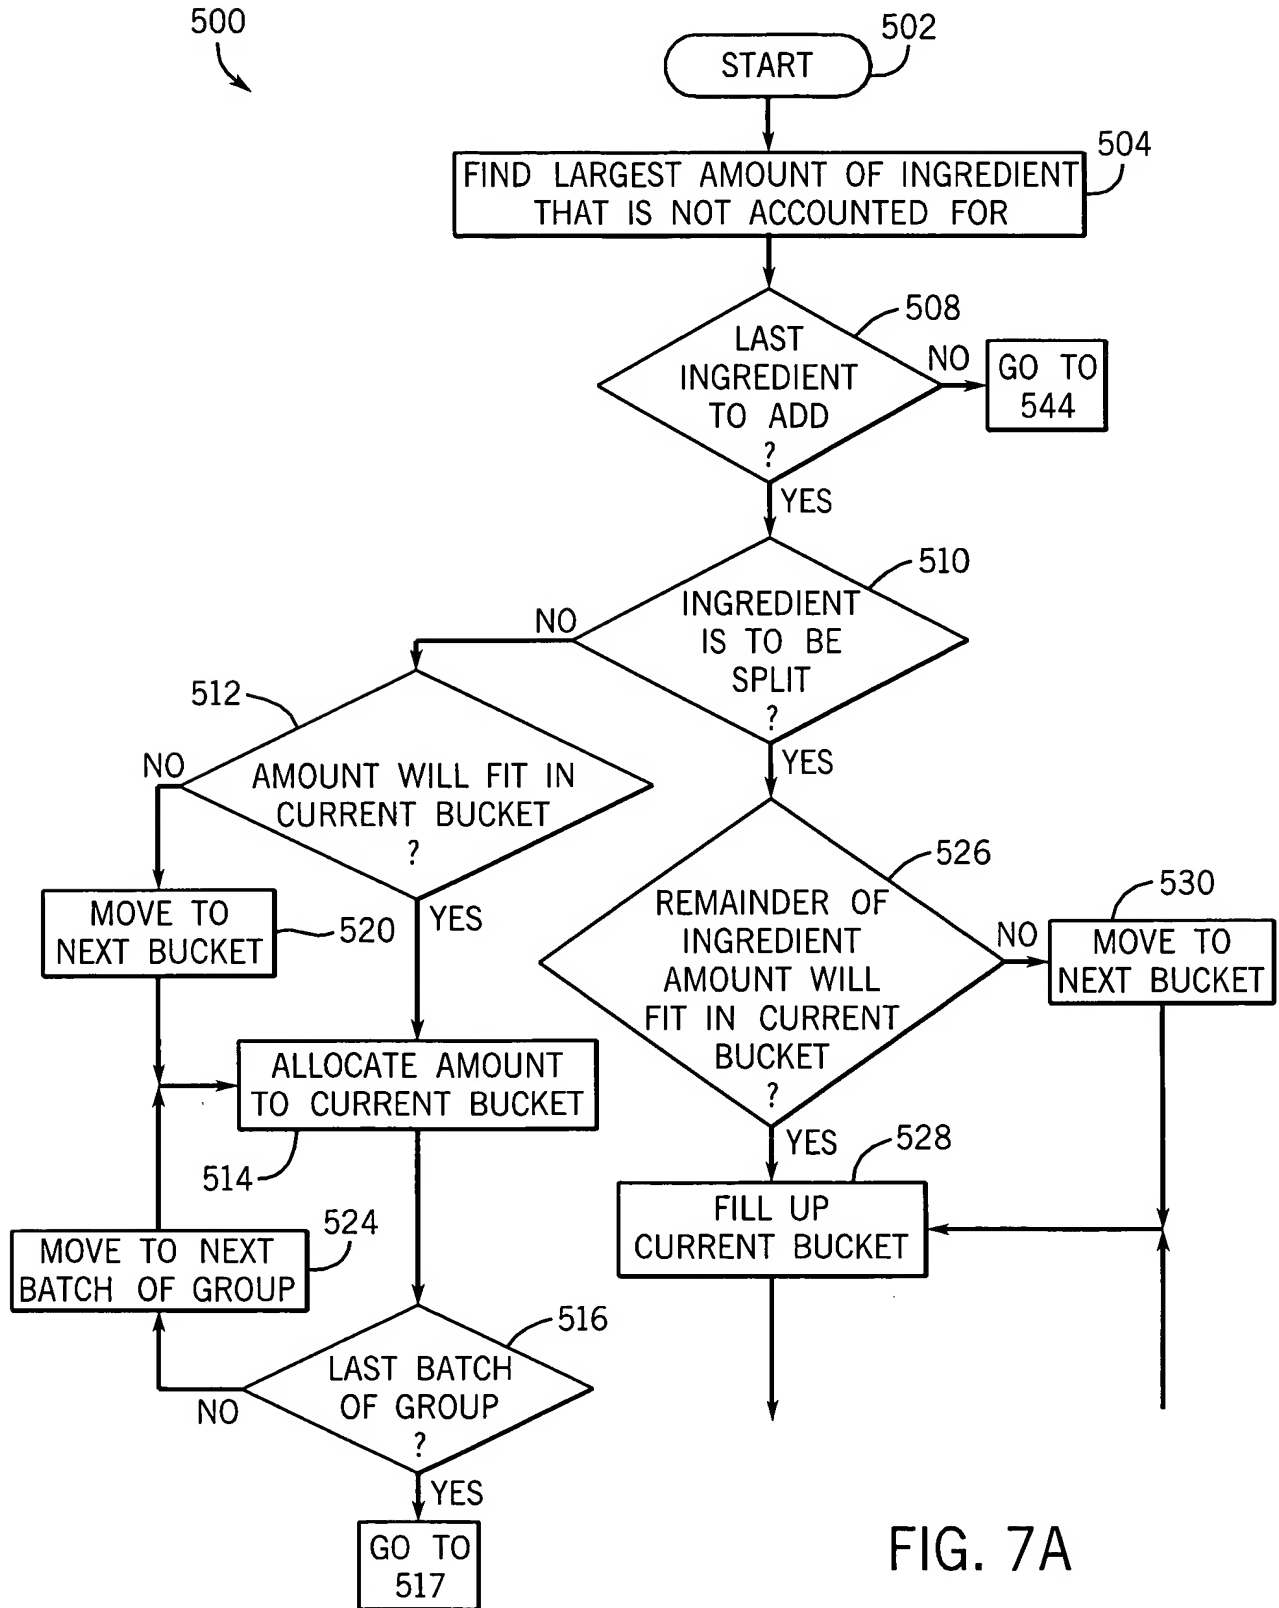 500
502
START
504
FIND LARGEST AMOUNT OF INGREDIENT
THAT IS NOT ACCOUNTED FOR
508
LAST
INGREDIENT
TO ADD
?
NO
GO TO
544
YES
510
INGREDIENT
IS TO BE
SPLIT
?
NO
YES
512
AMOUNT WILL FIT IN
CURRENT BUCKET
?
NO
YES
MOVE TO
NEXT BUCKET
520
526
REMAINDER OF
INGREDIENT
AMOUNT WILL
FIT IN CURRENT
BUCKET
?
NO
YES
530
MOVE TO
NEXT BUCKET
ALLOCATE AMOUNT
TO CURRENT BUCKET
514
528
FILL UP
CURRENT BUCKET
524
MOVE TO NEXT
BATCH OF GROUP
516
LAST BATCH
OF GROUP
?
NO
YES
GO TO
517
FIG. 7A